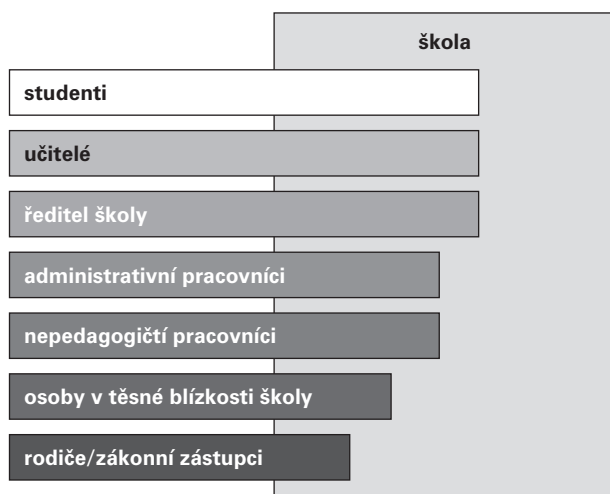 škola
studenti
učitelé
ředitel školy
administrativní pracovníci
nepedagogičtí pracovníci
osoby v těsné blízkosti školy
rodiče/zákonní zástupci